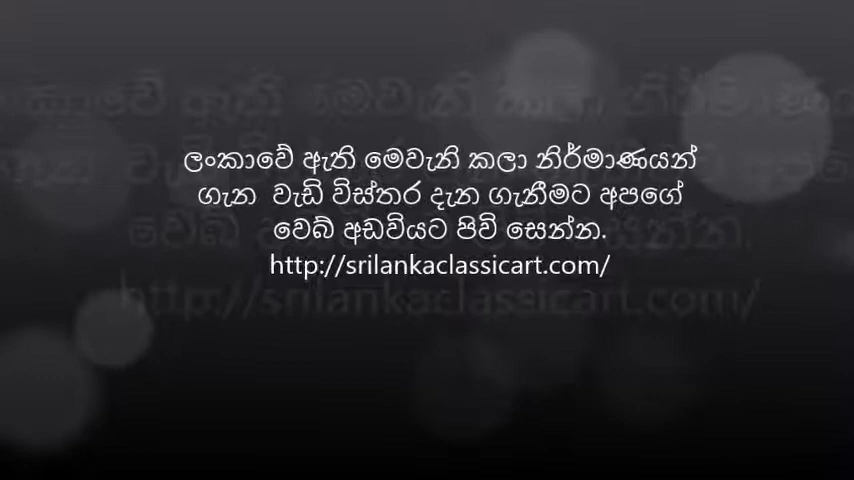 ලංකාවේ ඇති මෙවැනි කලා නිර්මාණයන්
ගැන වැඩි විස්තර දැන ගැනීමට අපගේ
වෙබ් අඩවියට පිවි සෙන්න.
http://srilankaclassicart.com/